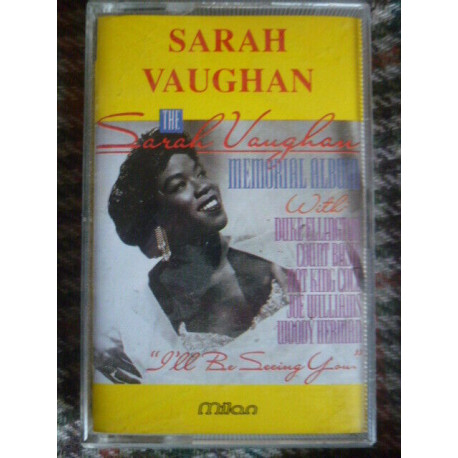 SARAH
VAUGHAN
THE
Sarah Vaughan
MEMORIAL ALBUM
With
DUKE ELLINGTON
COUNT BASIE
NAT KING COLE
JOE WILLIAMS
WOODY HERMAN
"I'll Be Seeing You"
milan